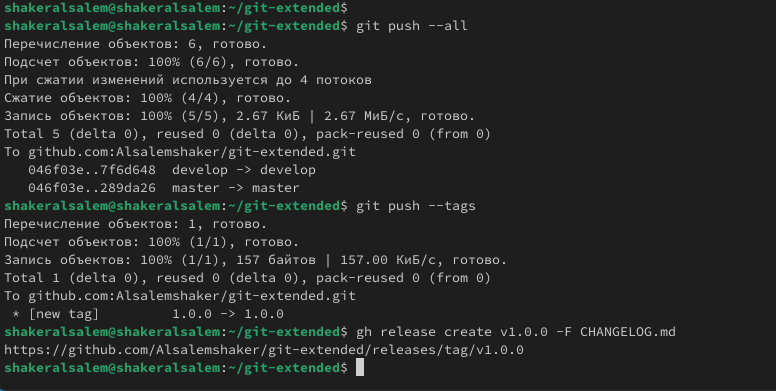 shakeralsalem@shakeralsalem:~/git-extended$
shakeralsalem@shakeralsalem:~/git-extended$ git push --all
Перечисление объектов: 6, готово.
Подсчет объектов: 100% (6/6), готово.
При сжатии изменений используется до 4 потоков
Сжатие объектов: 100% (4/4), готово.
Запись объектов: 100% (5/5), 2.67 КиБ | 2.67 МиБ/с, готово.
Total 5 (delta 0), reused 0 (delta 0), pack-reused 0 (from 0)
To github.com:Alsalemshaker/git-extended.git
   046f03e..7f6d648  develop -> develop
   046f03e..289da26  master -> master
shakeralsalem@shakeralsalem:~/git-extended$ git push --tags
Перечисление объектов: 1, готово.
Подсчет объектов: 100% (1/1), готово.
Запись объектов: 100% (1/1), 157 байтов | 157.00 КиБ/с, готово.
Total 1 (delta 0), reused 0 (delta 0), pack-reused 0 (from 0)
To github.com:Alsalemshaker/git-extended.git
 * [new tag]         1.0.0 -> 1.0.0
shakeralsalem@shakeralsalem:~/git-extended$ gh release create v1.0.0 -F CHANGELOG.md
https://github.com/Alsalemshaker/git-extended/releases/tag/v1.0.0
shakeralsalem@shakeralsalem:~/git-extended$